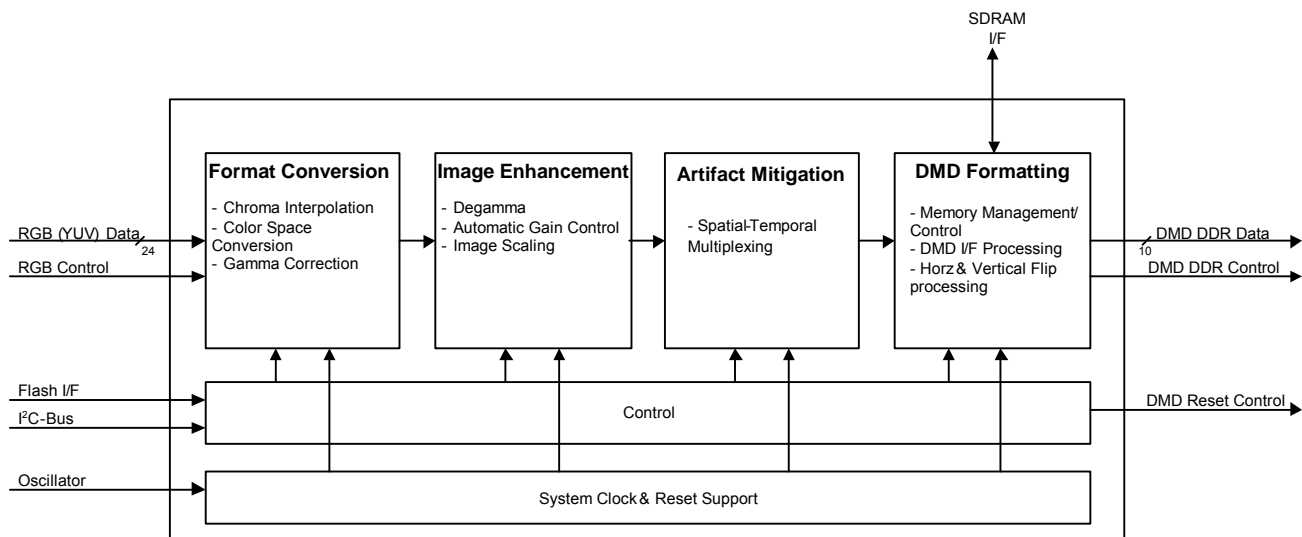 SDRAM
I/F
Format Conversion
- Chroma Interpolation
- Color Space
Conversion
- Gamma Correction
Image Enhancement
- Degamma
- Automatic Gain Control
- Image Scaling
Artifact Mitigation
- Spatial-Temporal
Multiplexing
DMD Formatting
- Memory Management/
Control
- DMD I/F Processing
- Horz & Vertical Flip
processing
RGB (YUV) Data
24
RGB Control
DMD DDR Data
10
DMD DDR Control
Flash I/F
I²C-Bus
Control
DMD Reset Control
Oscillator
System Clock & Reset Support